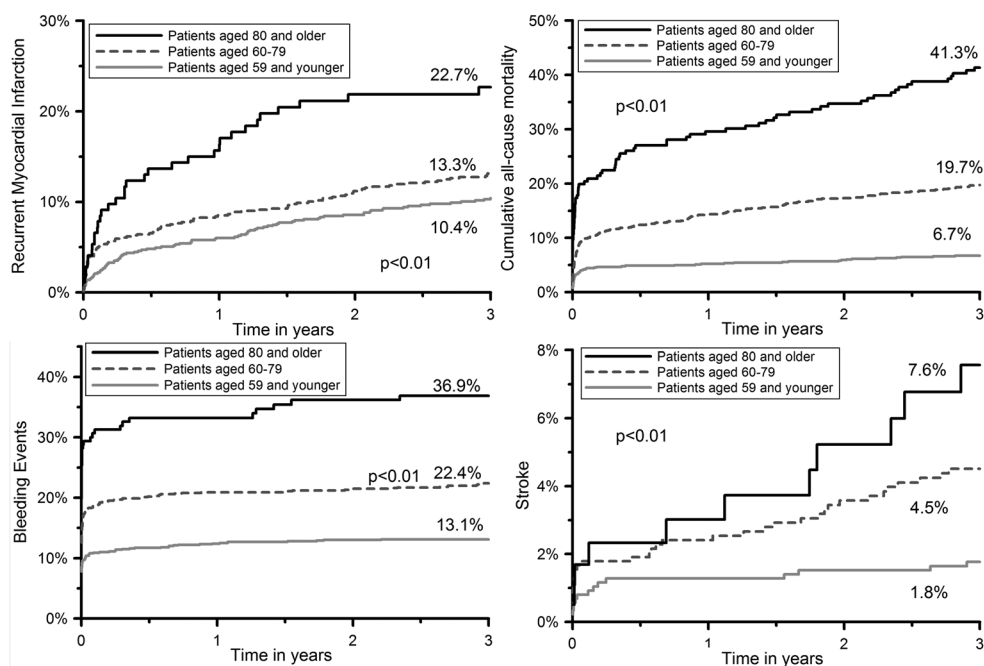 30%
20%
10%
0%
Recurrent Myocardial Infarction
Patients aged 80 and older
Patients aged 60-79
Patients aged 59 and younger
22.7%
13.3%
10.4%
p<0.01
0
1
2
3
Time in years
50%
40%
30%
20%
10%
0%
Cumulative all-cause mortality
Patients aged 80 and older
Patients aged 60-79
Patients aged 59 and younger
41.3%
p<0.01
19.7%
6.7%
0
1
2
3
Time in years
40%
30%
20%
10%
0%
Bleeding Events
Patients aged 80 and older
Patients aged 60-79
Patients aged 59 and younger
36.9%
p<0.01 22.4%
13.1%
0
1
2
3
Time in years
8%
6%
4%
2%
0%
Stroke
Patients aged 80 and older
Patients aged 60-79
Patients aged 59 and younger
7.6%
p<0.01
4.5%
1.8%
0
1
2
3
Time in years